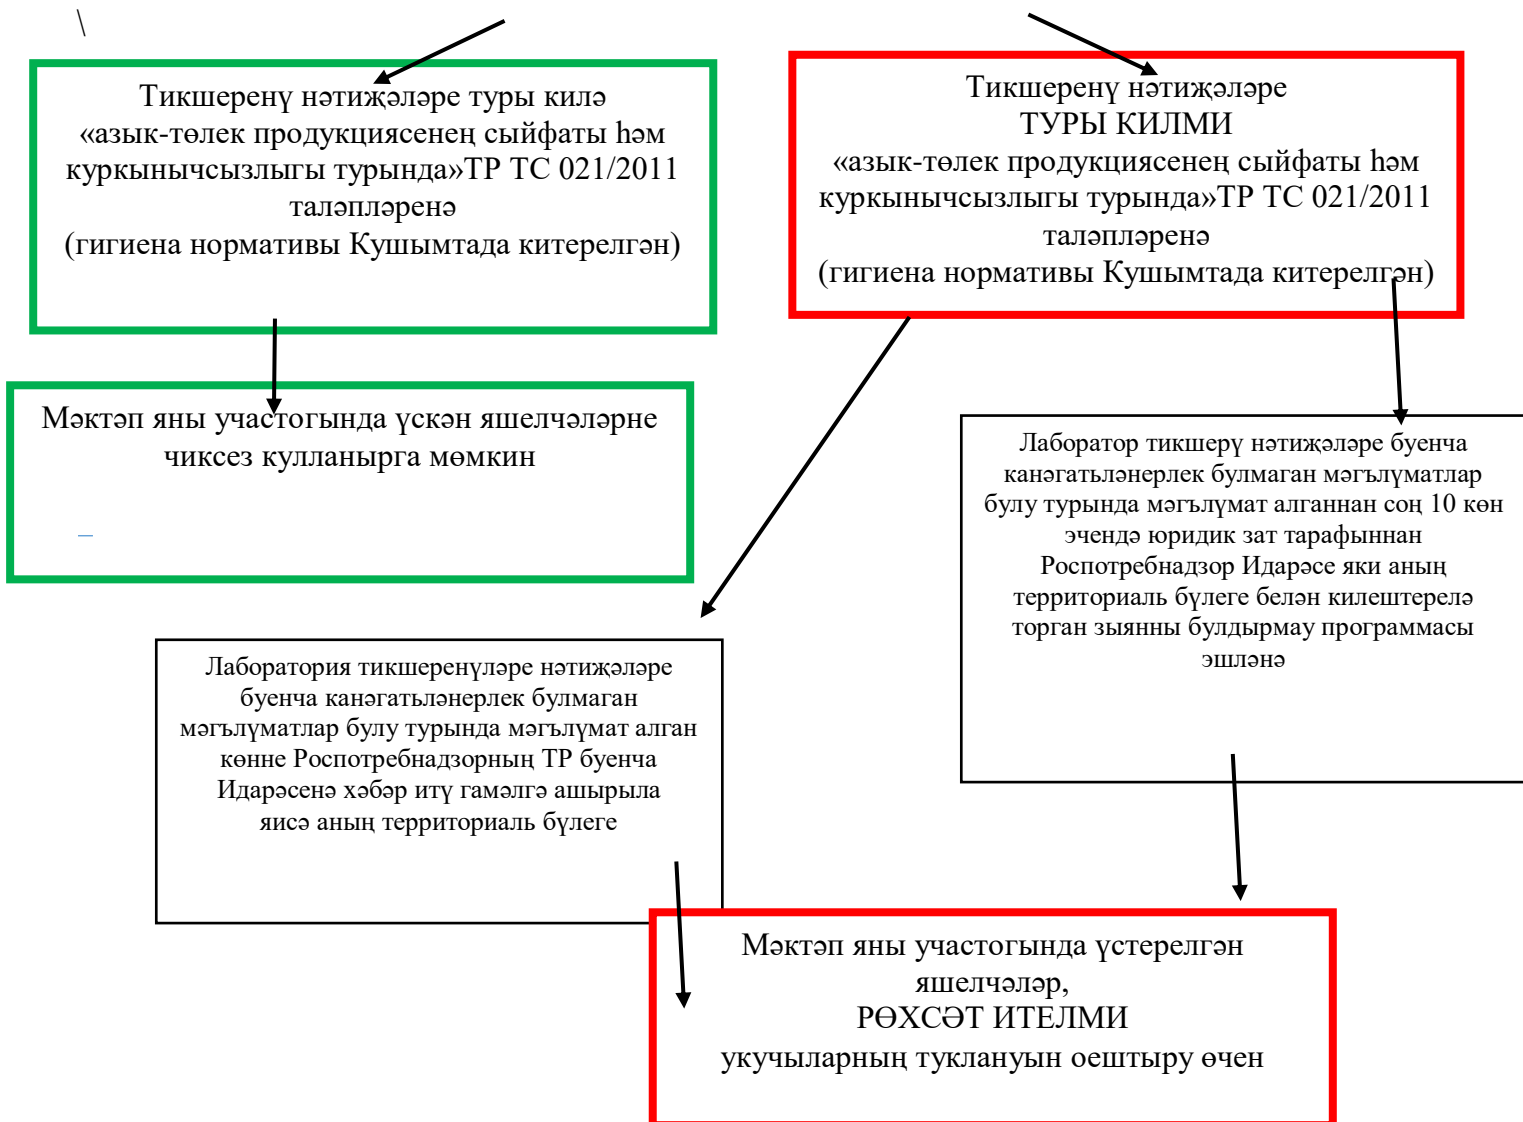 \
Тикшеренү нәтиҗәләре туры килә
«азык-төлек продукциясенең сыйфаты һәм
куркынычсызлыгы турында»ТР ТС 021/2011
таләпләренә
(гигиена нормативы Кушымтада китерелгән)
Тикшеренү нәтиҗәләре
ТУРЫ КИЛМИ
«азык-төлек продукциясенең сыйфаты һәм
куркынычсызлыгы турында»ТР ТС 021/2011
таләпләренә
(гигиена нормативы Кушымтада китерелгән)
Мәктәп яны участогында үскән яшелчәләрне
чиксез кулланырга мөмкин
Лаборатор тикшерү нәтиҗәләре буенча
канәгатьләнерлек булмаган мәгълүматлар
булу турында мәгълүмат алганнан соң 10 көн
эчендә юридик зат тарафыннан
Роспотребнадзор Идарәсе яки аның
территориаль бүлеге белән килештерелә
торган зыянны булдырмау программасы
эшләнә
Лаборатория тикшеренүләре нәтиҗәләре
буенча канәгатьләнерлек булмаган
мәгълүматлар булу турында мәгълүмат алган
көнне Роспотребнадзорның ТР буенча
Идарәсенә хәбәр итү гамәлгә ашырыла
яисә аның территориаль бүлеге
Мәктәп яны участогында үстерелгән
яшелчәләр,
РӨХСӘТ ИТЕЛМИ
укучыларның туклануын оештыру өчен